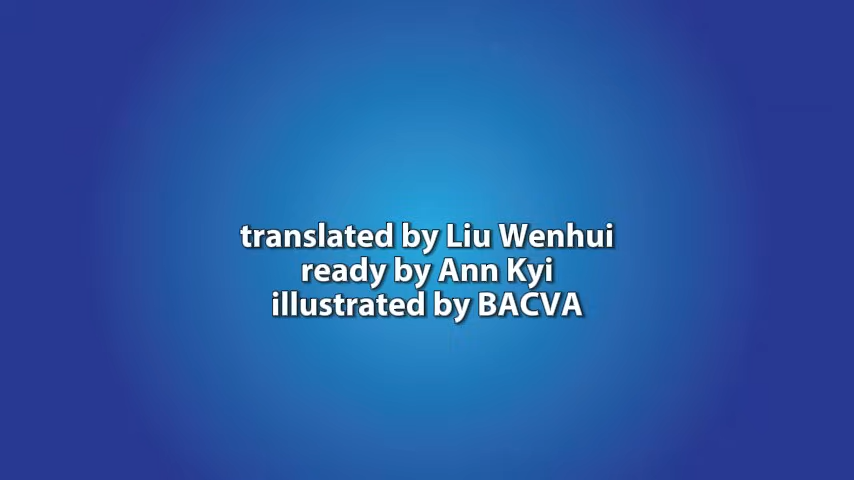 translated by Liu Wenhui
ready by Ann Kyi
illustrated by BACVA